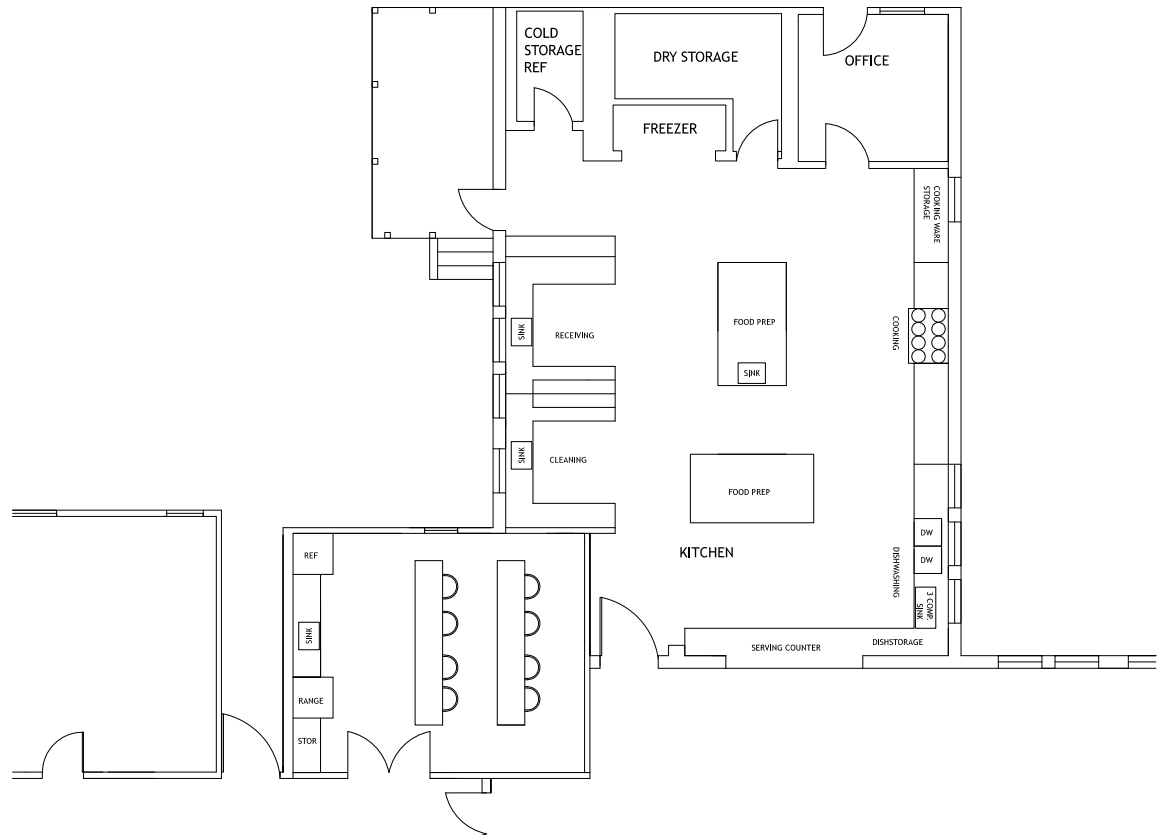 COLD
STORAGE
REF
DRY STORAGE
OFFICE
FREEZER
COOKING WARE
STORAGE
SINK
RECEIVING
FOOD PREP
SINK
COOKING
SINK
CLEANING
FOOD PREP
KITCHEN
DISHWASHING
DW
DW
3 COMP.
SINK
SERVING COUNTER
DISHSTORAGE
REF
SINK
RANGE
STOR